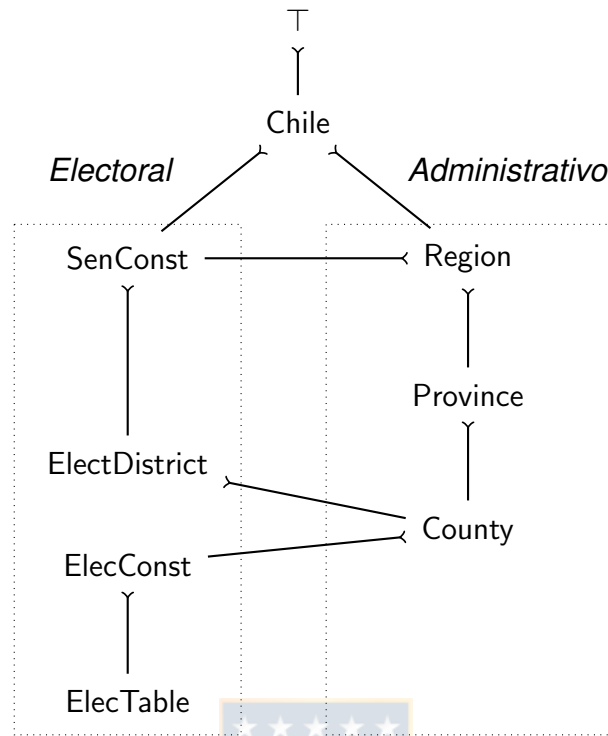 ⊤
Chile
Electoral
Administrativo
SenConst
Region
Province
ElectDistrict
County
ElecConst
ElecTable